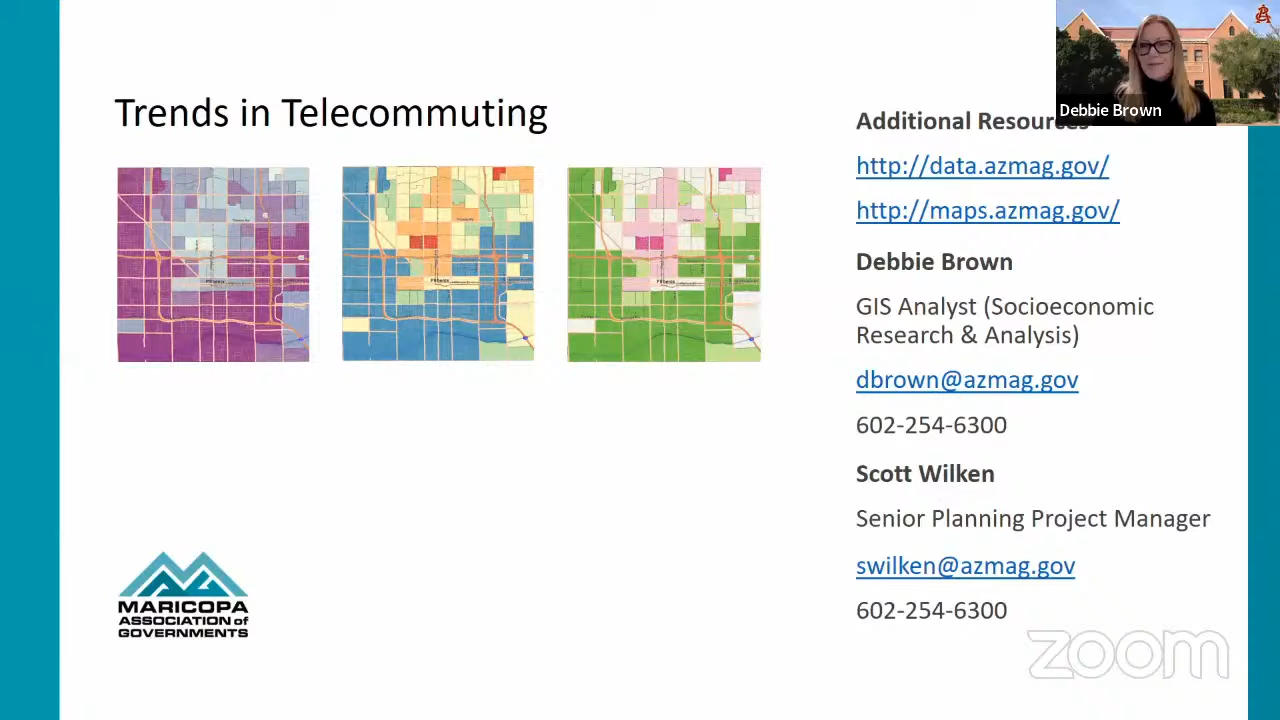 Trends in Telecommuting
Debbie Brown
Additional Resources
http://data.azmag.gov/
http://maps.azmag.gov/
Debbie Brown
GIS Analyst (Socioeconomic
Research & Analysis)
dbrown@azmag.gov
602-254-6300
Scott Wilken
Senior Planning Project Manager
swilken@azmag.gov
602-254-6300
MARICOPA
ASSOCIATION of
GOVERNMENTS
zoom